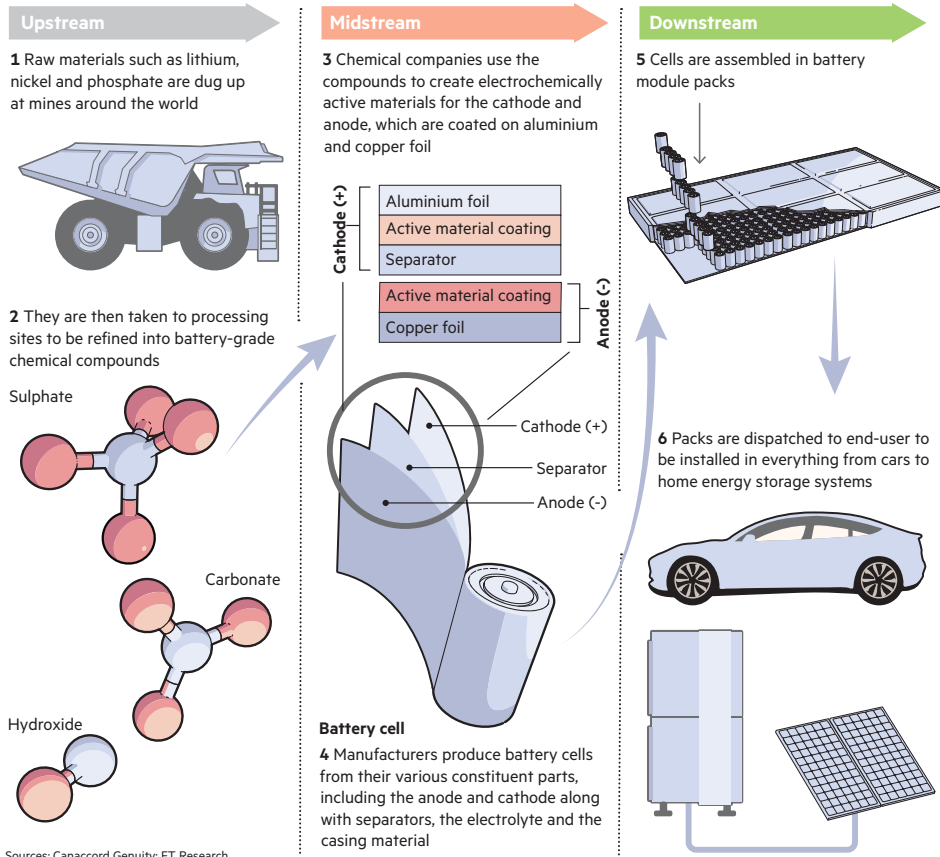 Upstream
1 Raw materials such as lithium,
nickel and phosphate are dug up
at mines around the world
2 They are then taken to processing
sites to be refined into battery-grade
chemical compounds
Sulphate
Carbonate
Hydroxide
Midstream
3 Chemical companies use the
compounds to create electrochemically
active materials for the cathode and
anode, which are coated on aluminium
and copper foil
Cathode (+)
Aluminium foil
Active material coating
Separator
Active material coating
Copper foil
Anode (-)
Cathode (+)
Separator
Anode (-)
Battery cell
4 Manufacturers produce battery cells
from their various constituent parts,
including the anode and cathode along
with separators, the electrolyte and the
casing material
Downstream
5 Cells are assembled in battery
module packs
6 Packs are dispatched to end-user to
be installed in everything from cars to
home energy storage systems
Sources: Canaccord Genuity; FT Research